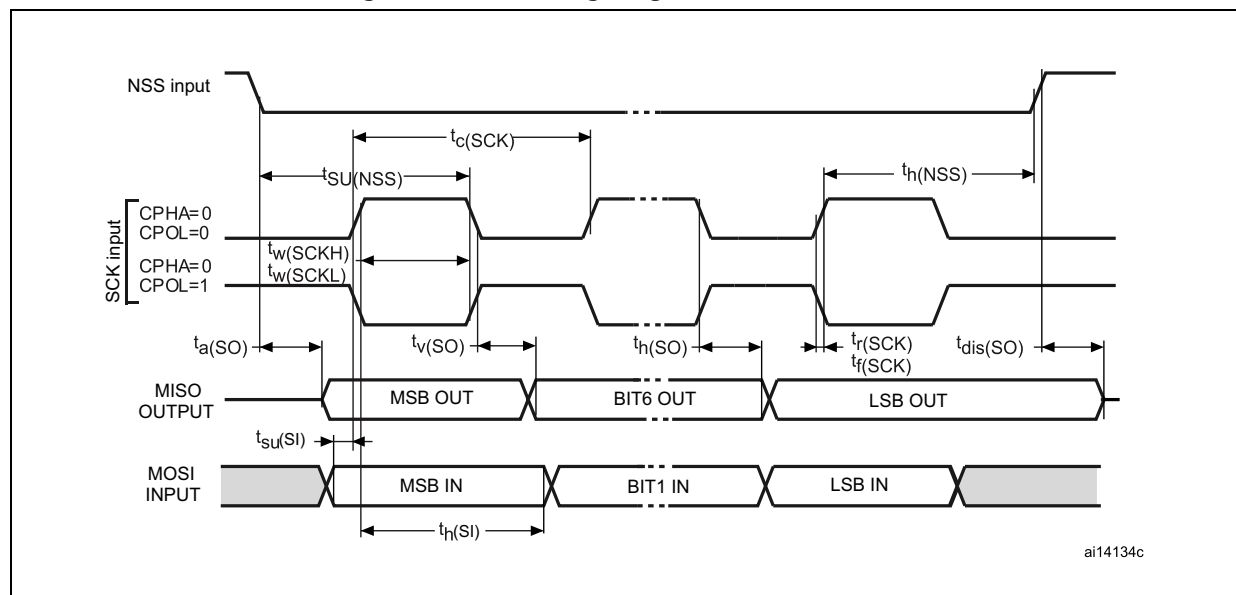 NSS input
tc(SCK)
tSU(NSS)
th(NSS)
SCK input
CPHA=0
CPOL=0
tw(SCKH)
CPHA=0
tw(SCKL)
CPOL=1
ta(SO)
tv(SO)
th(SO)
tr(SCK)
tf(SCK)
tdis(SO)
MISO
OUTPUT
MSB OUT
BIT6 OUT
LSB OUT
tsu(SI)
MOSI
INPUT
MSB IN
BIT1 IN
LSB IN
th(SI)
ai14134c